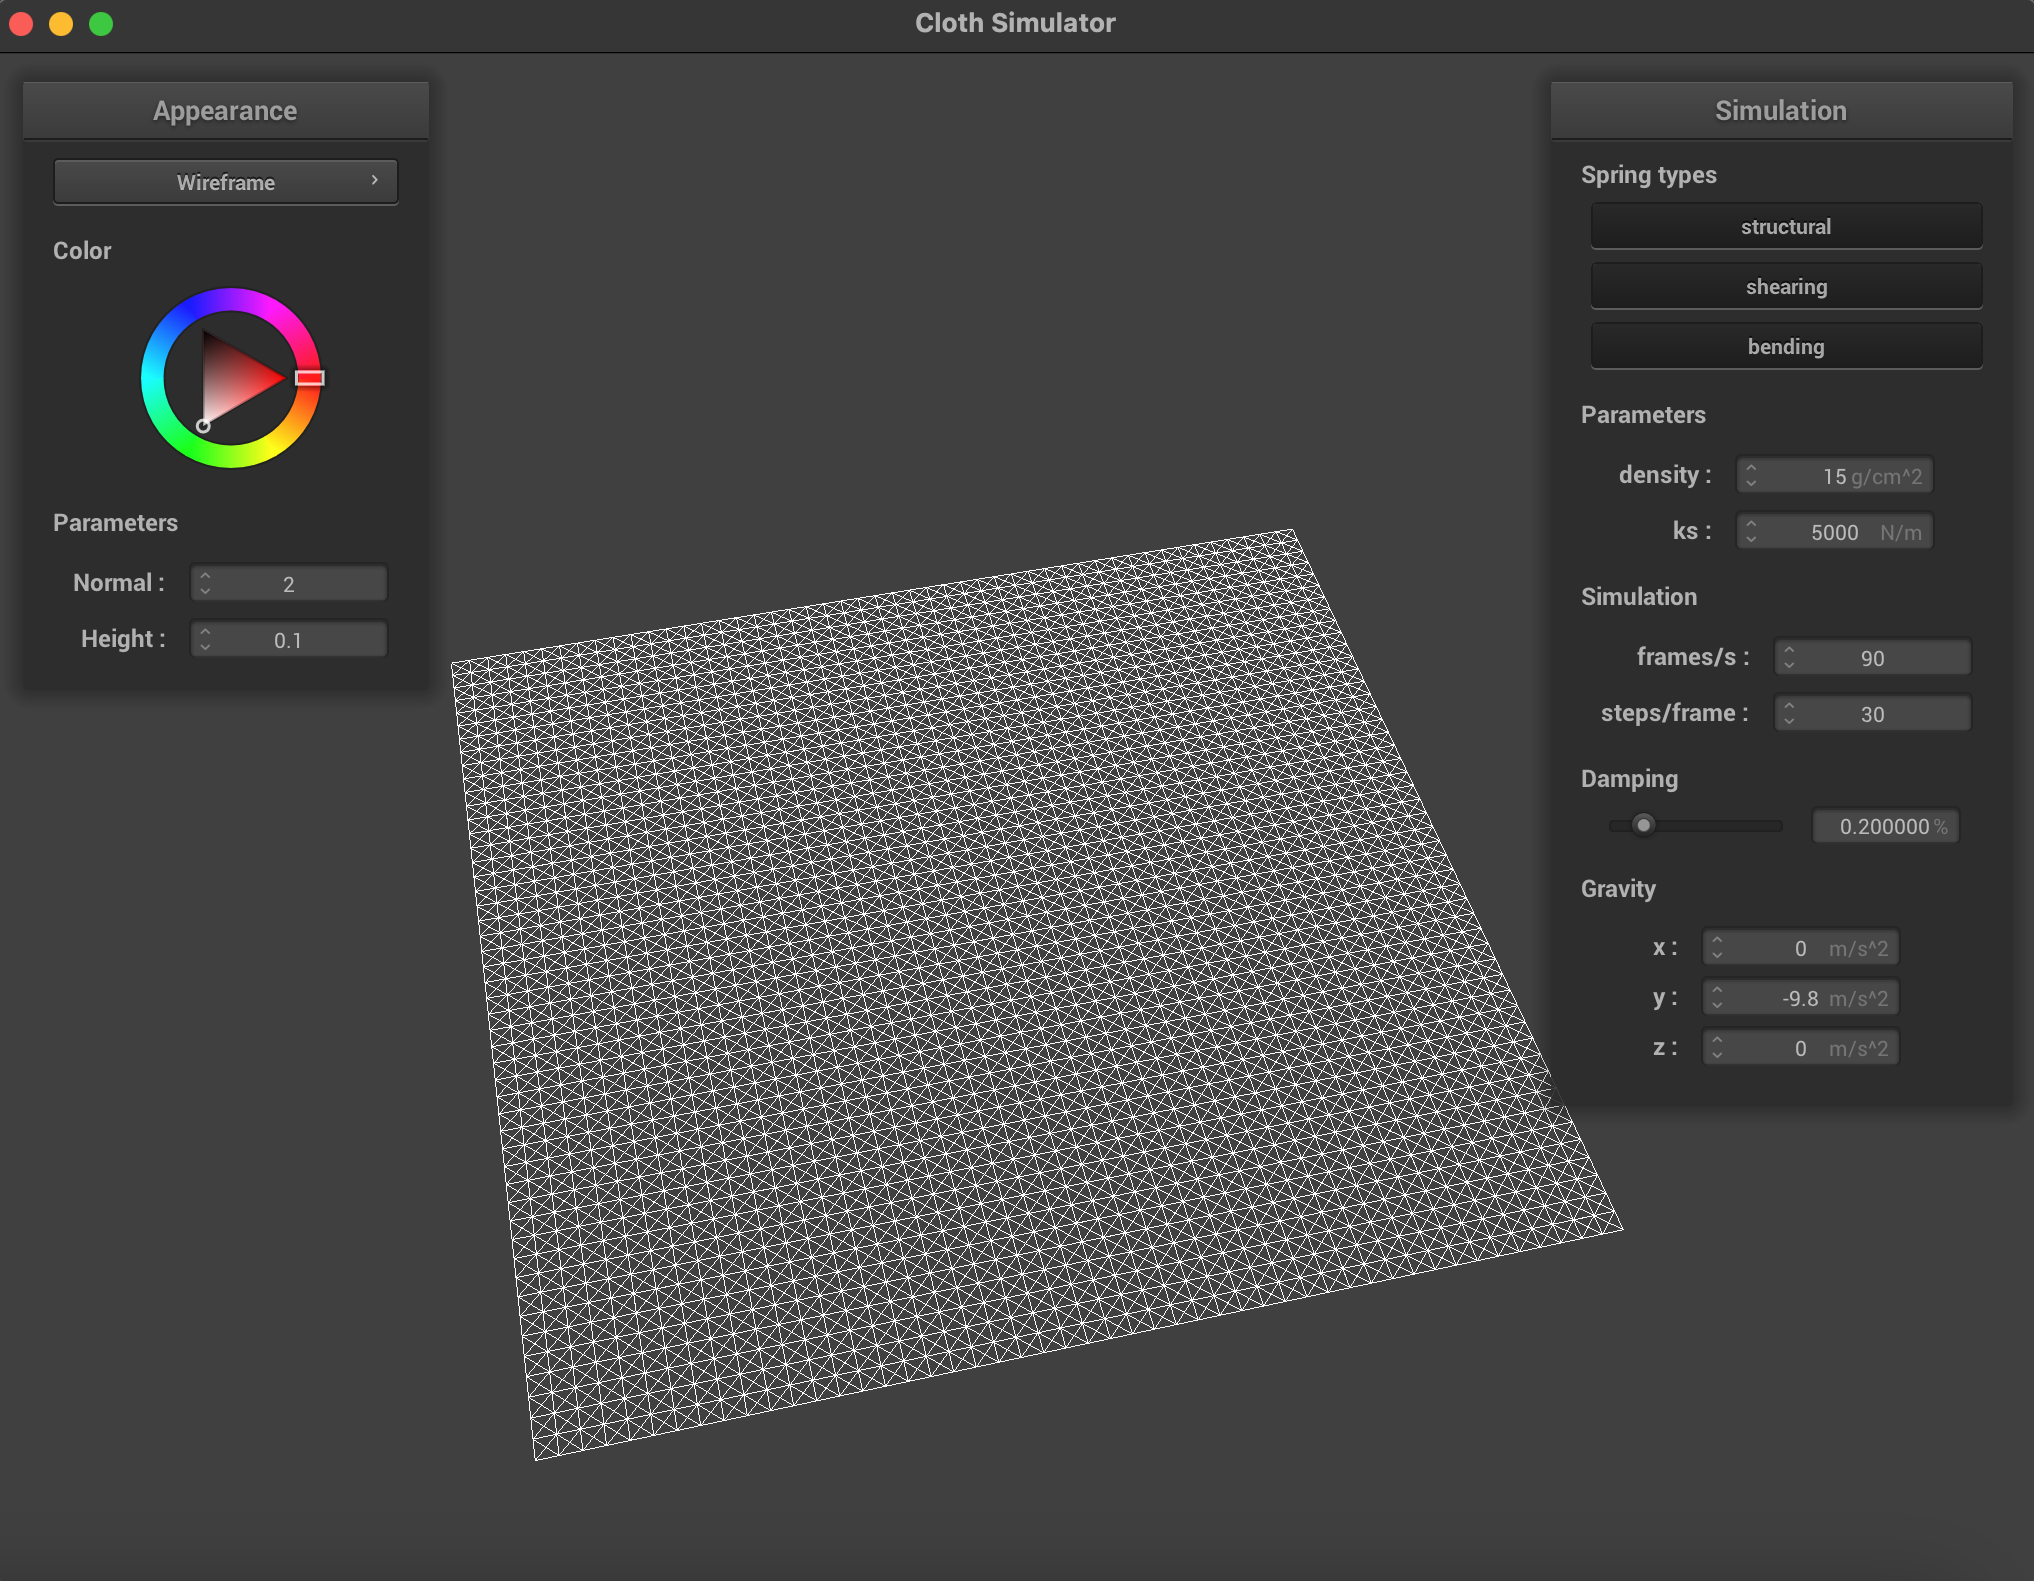 Cloth Simulator
Appearance
Wireframe
Color
Parameters
Normal : 2
Height : 0.1
Simulation
Spring types
structural
shearing
bending
Parameters
density : 15 g/cm^2
ks : 5000 N/m
Simulation
frames/s : 90
steps/frame : 30
Damping
0.200000 %
Gravity
x : 0 m/s^2
y : -9.8 m/s^2
z : 0 m/s^2